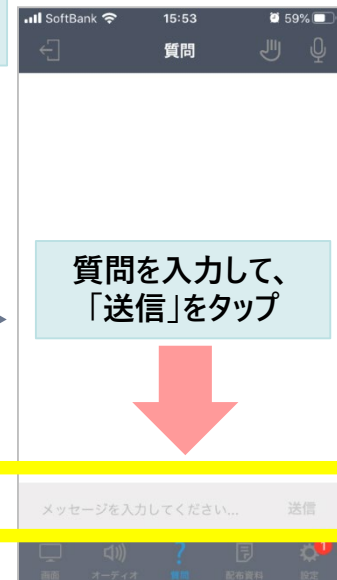 SoftBank 15:53 59%
質問
質問を入力して、
「送信」をタップ
メッセージを入力してください... 送信
?
1
画面 オーディオ 質問 配布資料 設定